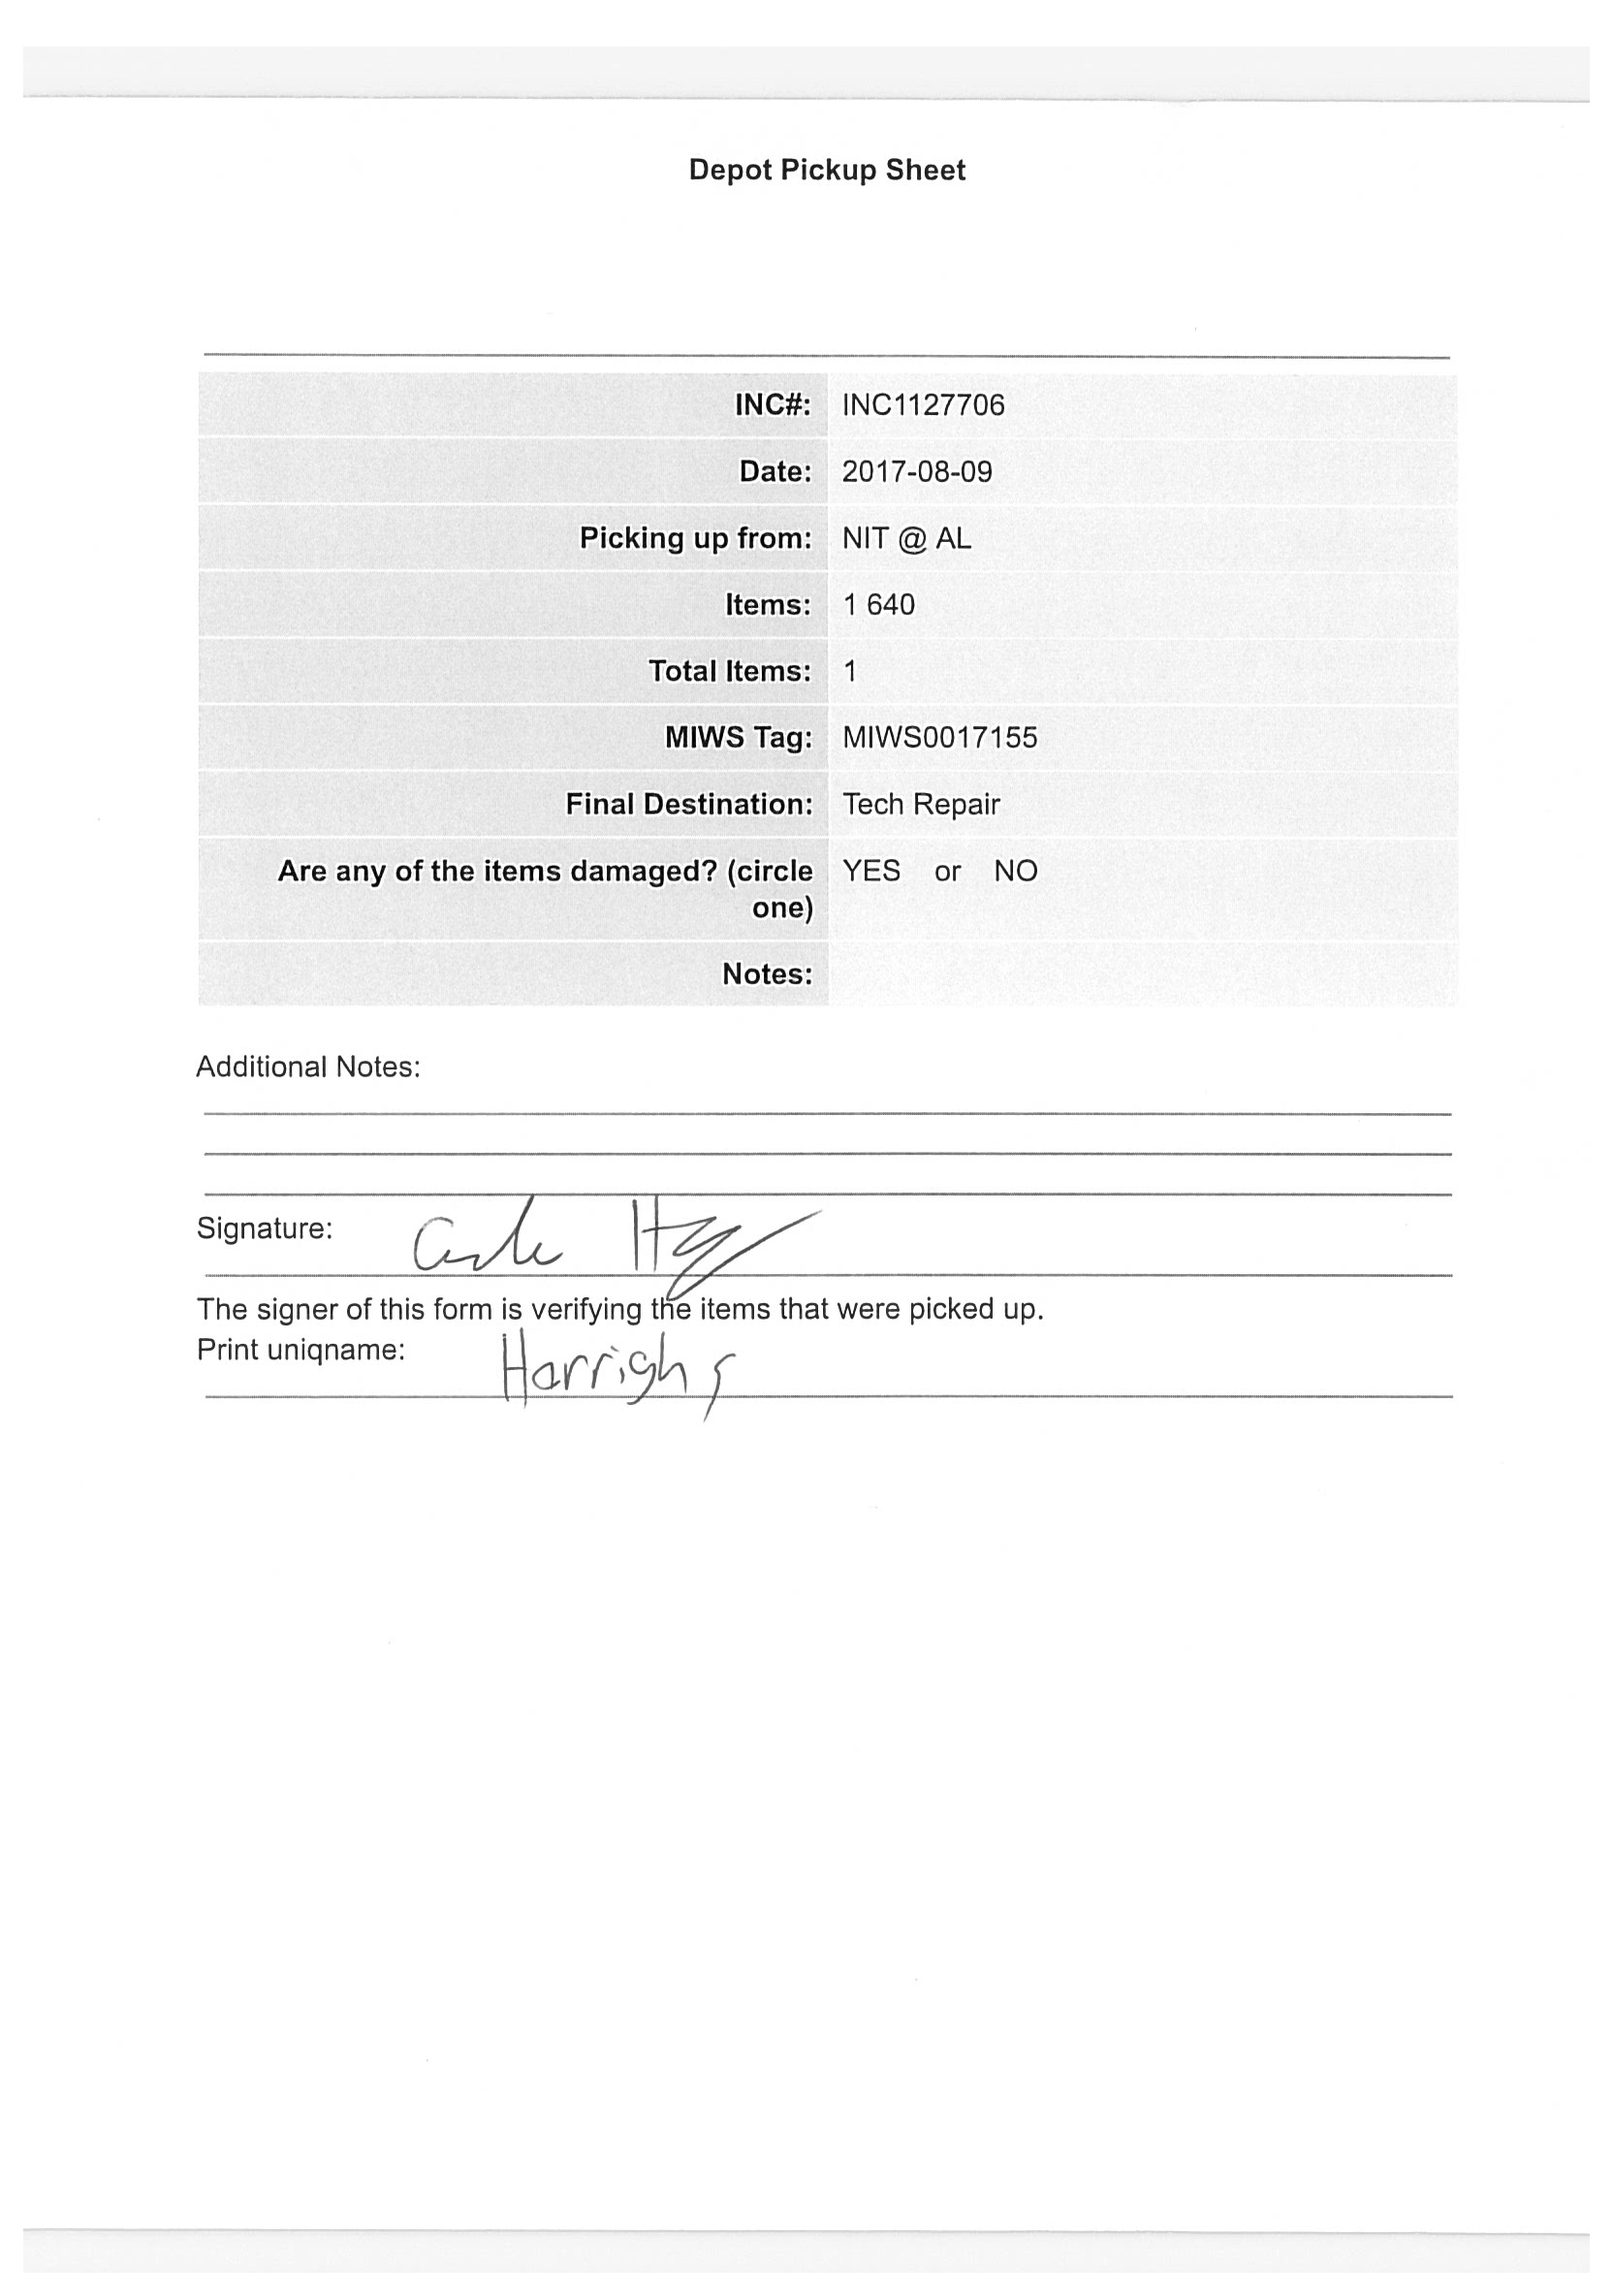 Depot Pickup Sheet
INC#: INC1127706
Date: 2017-08-09
Picking up from: NIT @ AL
Items: 1 640
Total Items: 1
MIWS Tag: MIWS0017155
Final Destination: Tech Repair
Are any of the items damaged? (circle YES or NO
one)
Notes:
Additional Notes:
Signature:
The signer of this form is verifying the items that were picked up.
Print uniqname: